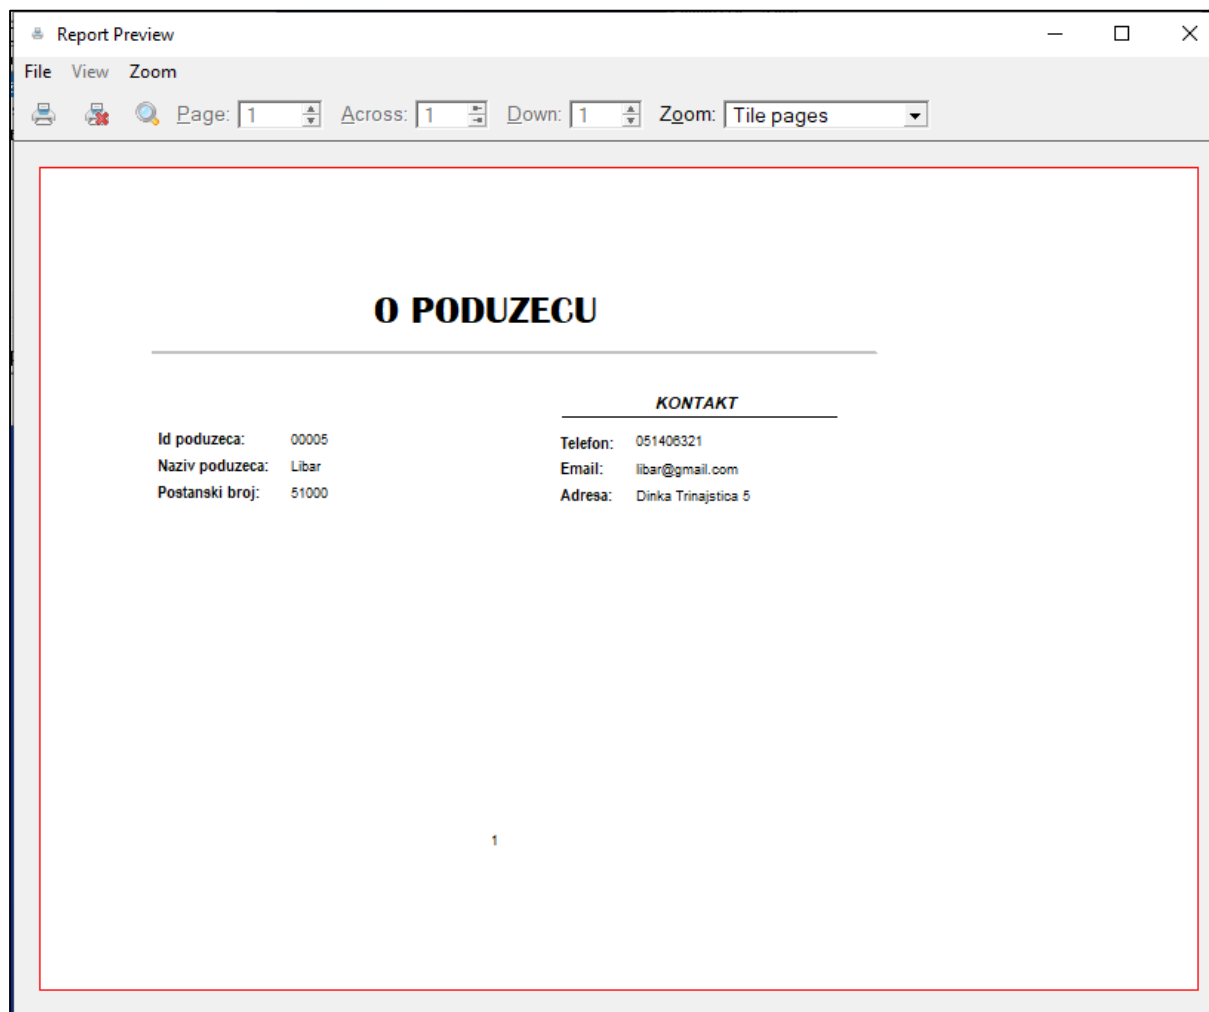 Report Preview
File View Zoom
Page: 1 Across: 1 Down: 1 Zoom: Tile pages
O PODUZECU
KONTAKT
Id poduzeca: 00005
Naziv poduzeca: Libar
Postanski broj: 51000
Telefon: 051406321
Email: libar@gmail.com
Adresa: Dinka Trinajstica 5
1